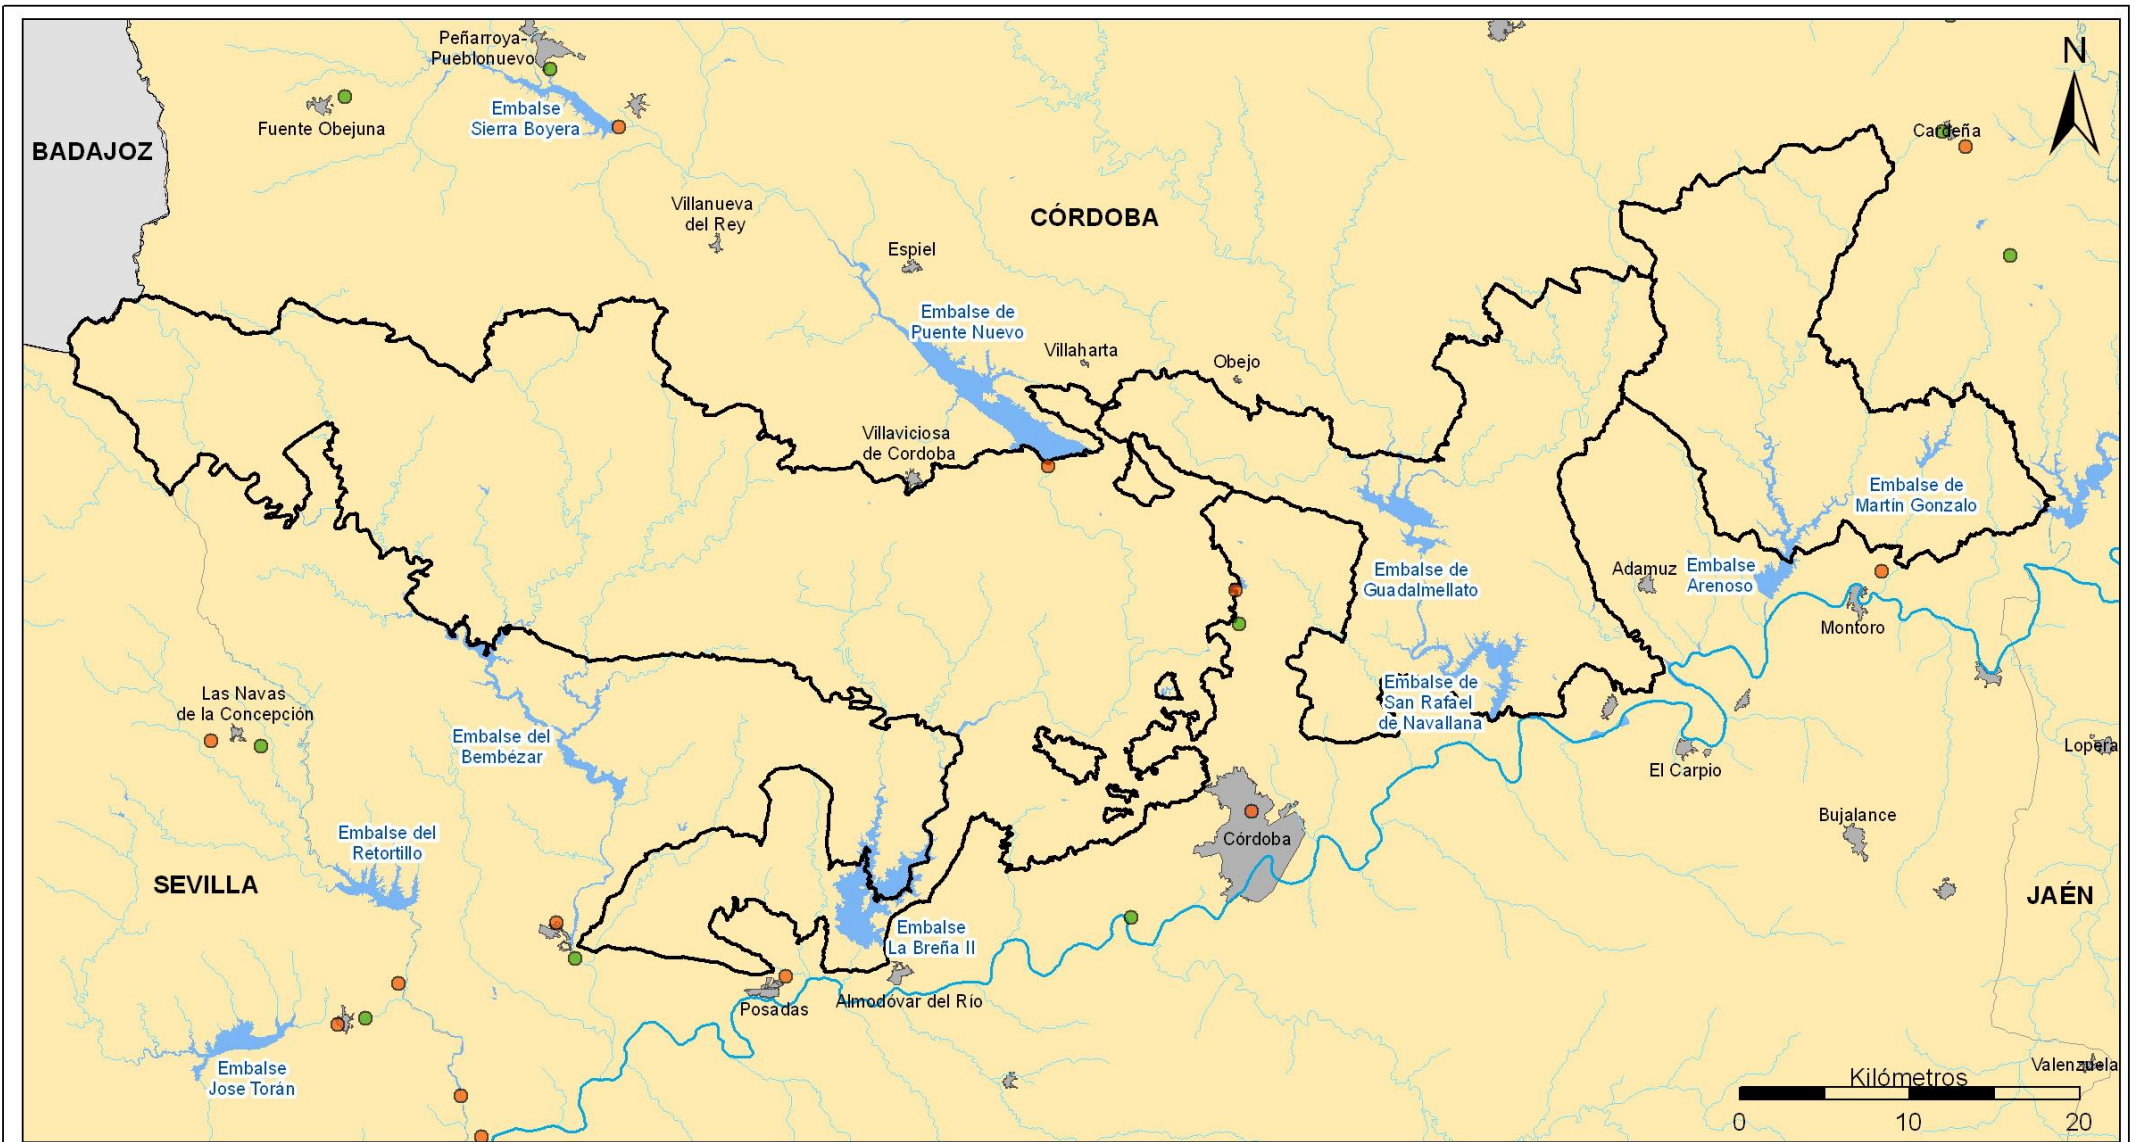 Peñarroya-
Pueblonuevo
N
Embalse
Sierra Boyera
Fuente Obejuna
Cardeña
BADAJOZ
Villanueva
del Rey
CÓRDOBA
Espiel
Embalse de
Puente Nuevo
Villaharta
Obejo
Villaviciosa
de Cordoba
Embalse de
Martín Gonzalo
Embalse de
Guadalmellato
Adamuz
Embalse
Arenoso
Montoro
Las Navas
de la Concepción
Embalse de
San Rafael
de Navallana
Embalse del
Bembézar
Lopera
El Carpio
Bujalance
Embalse del
Retortillo
Córdoba
SEVILLA
JAÉN
Embalse
La Breña II
Posadas
Almodóvar del Río
Embalse
Jose Torán
Valenzuela
Kilómetros
0 10 20